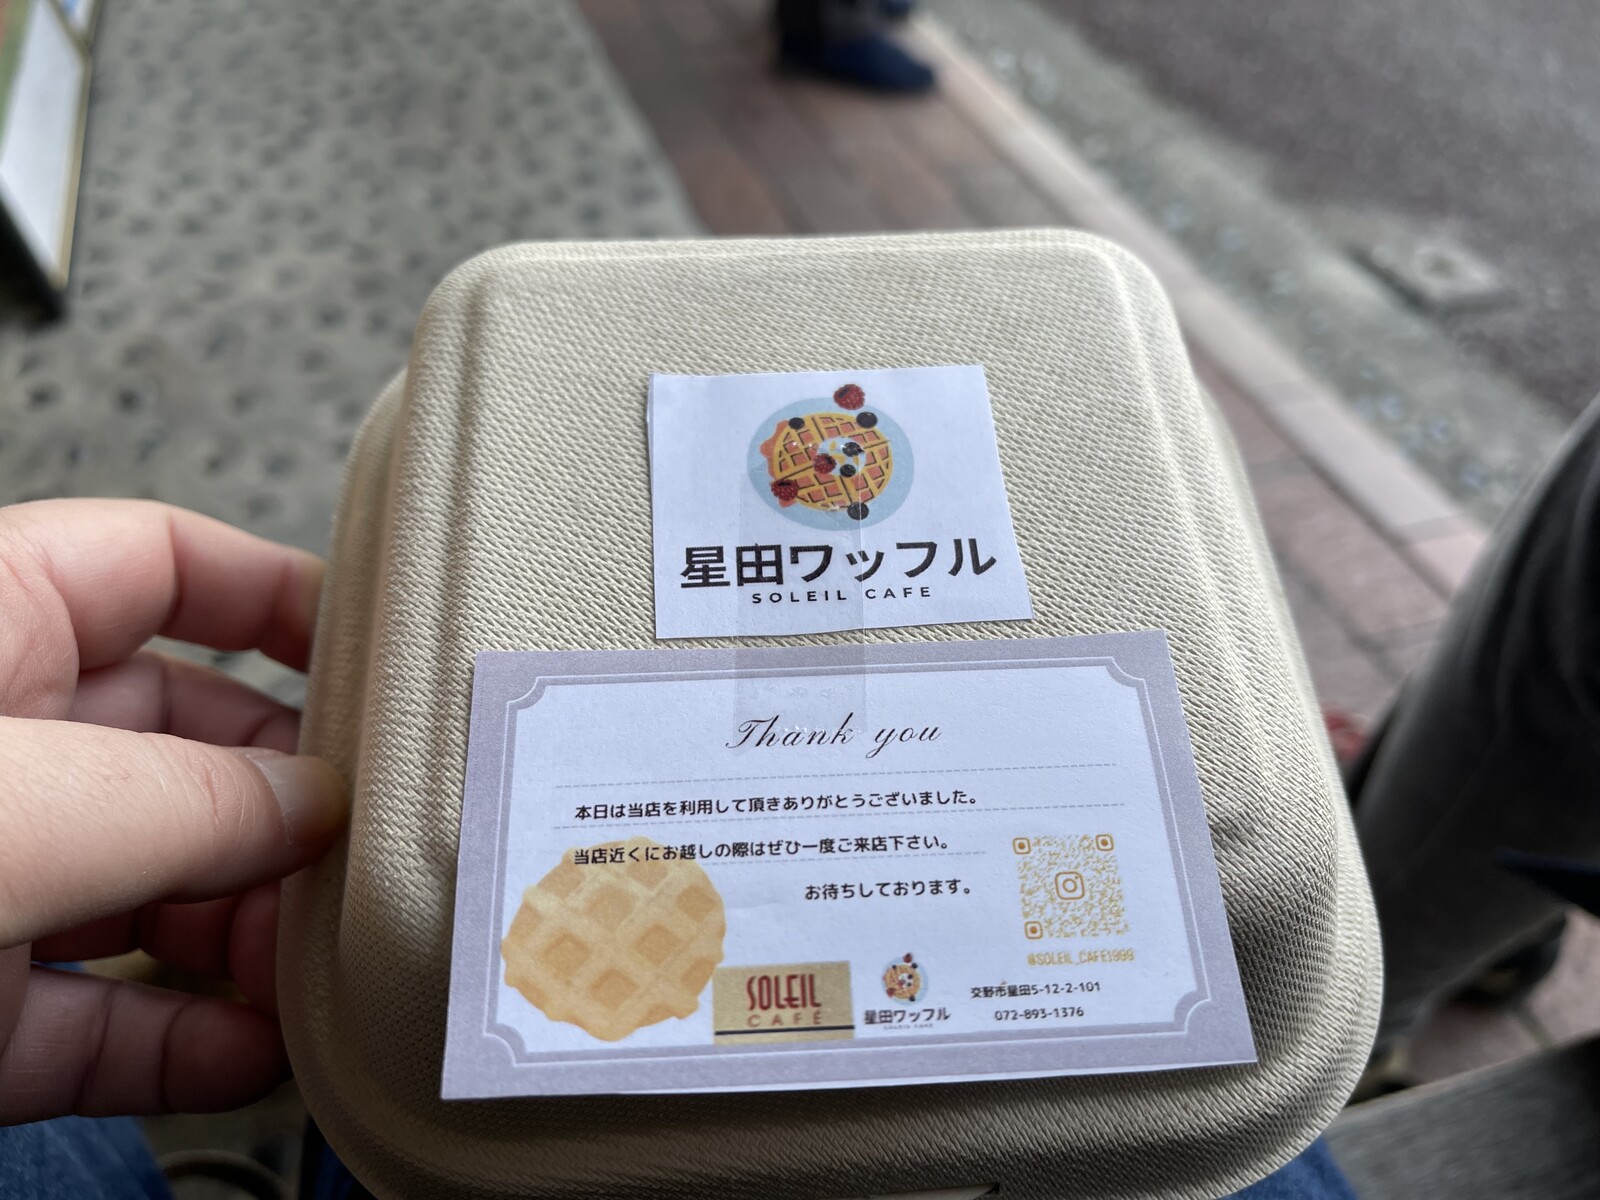 星田ワッフル
SOLEIL CAFE
Thank you
本日は当店を利用して頂きありがとうございました。
当店近くにお越しの際はぜひ一度ご来店下さい。
お待ちしております。
@SOLEIL_CAFE1999
SOLEIL
CAFÉ
星田ワッフル
SOLEIL CAFE
交野市星田5-12-2-101
072-893-1376